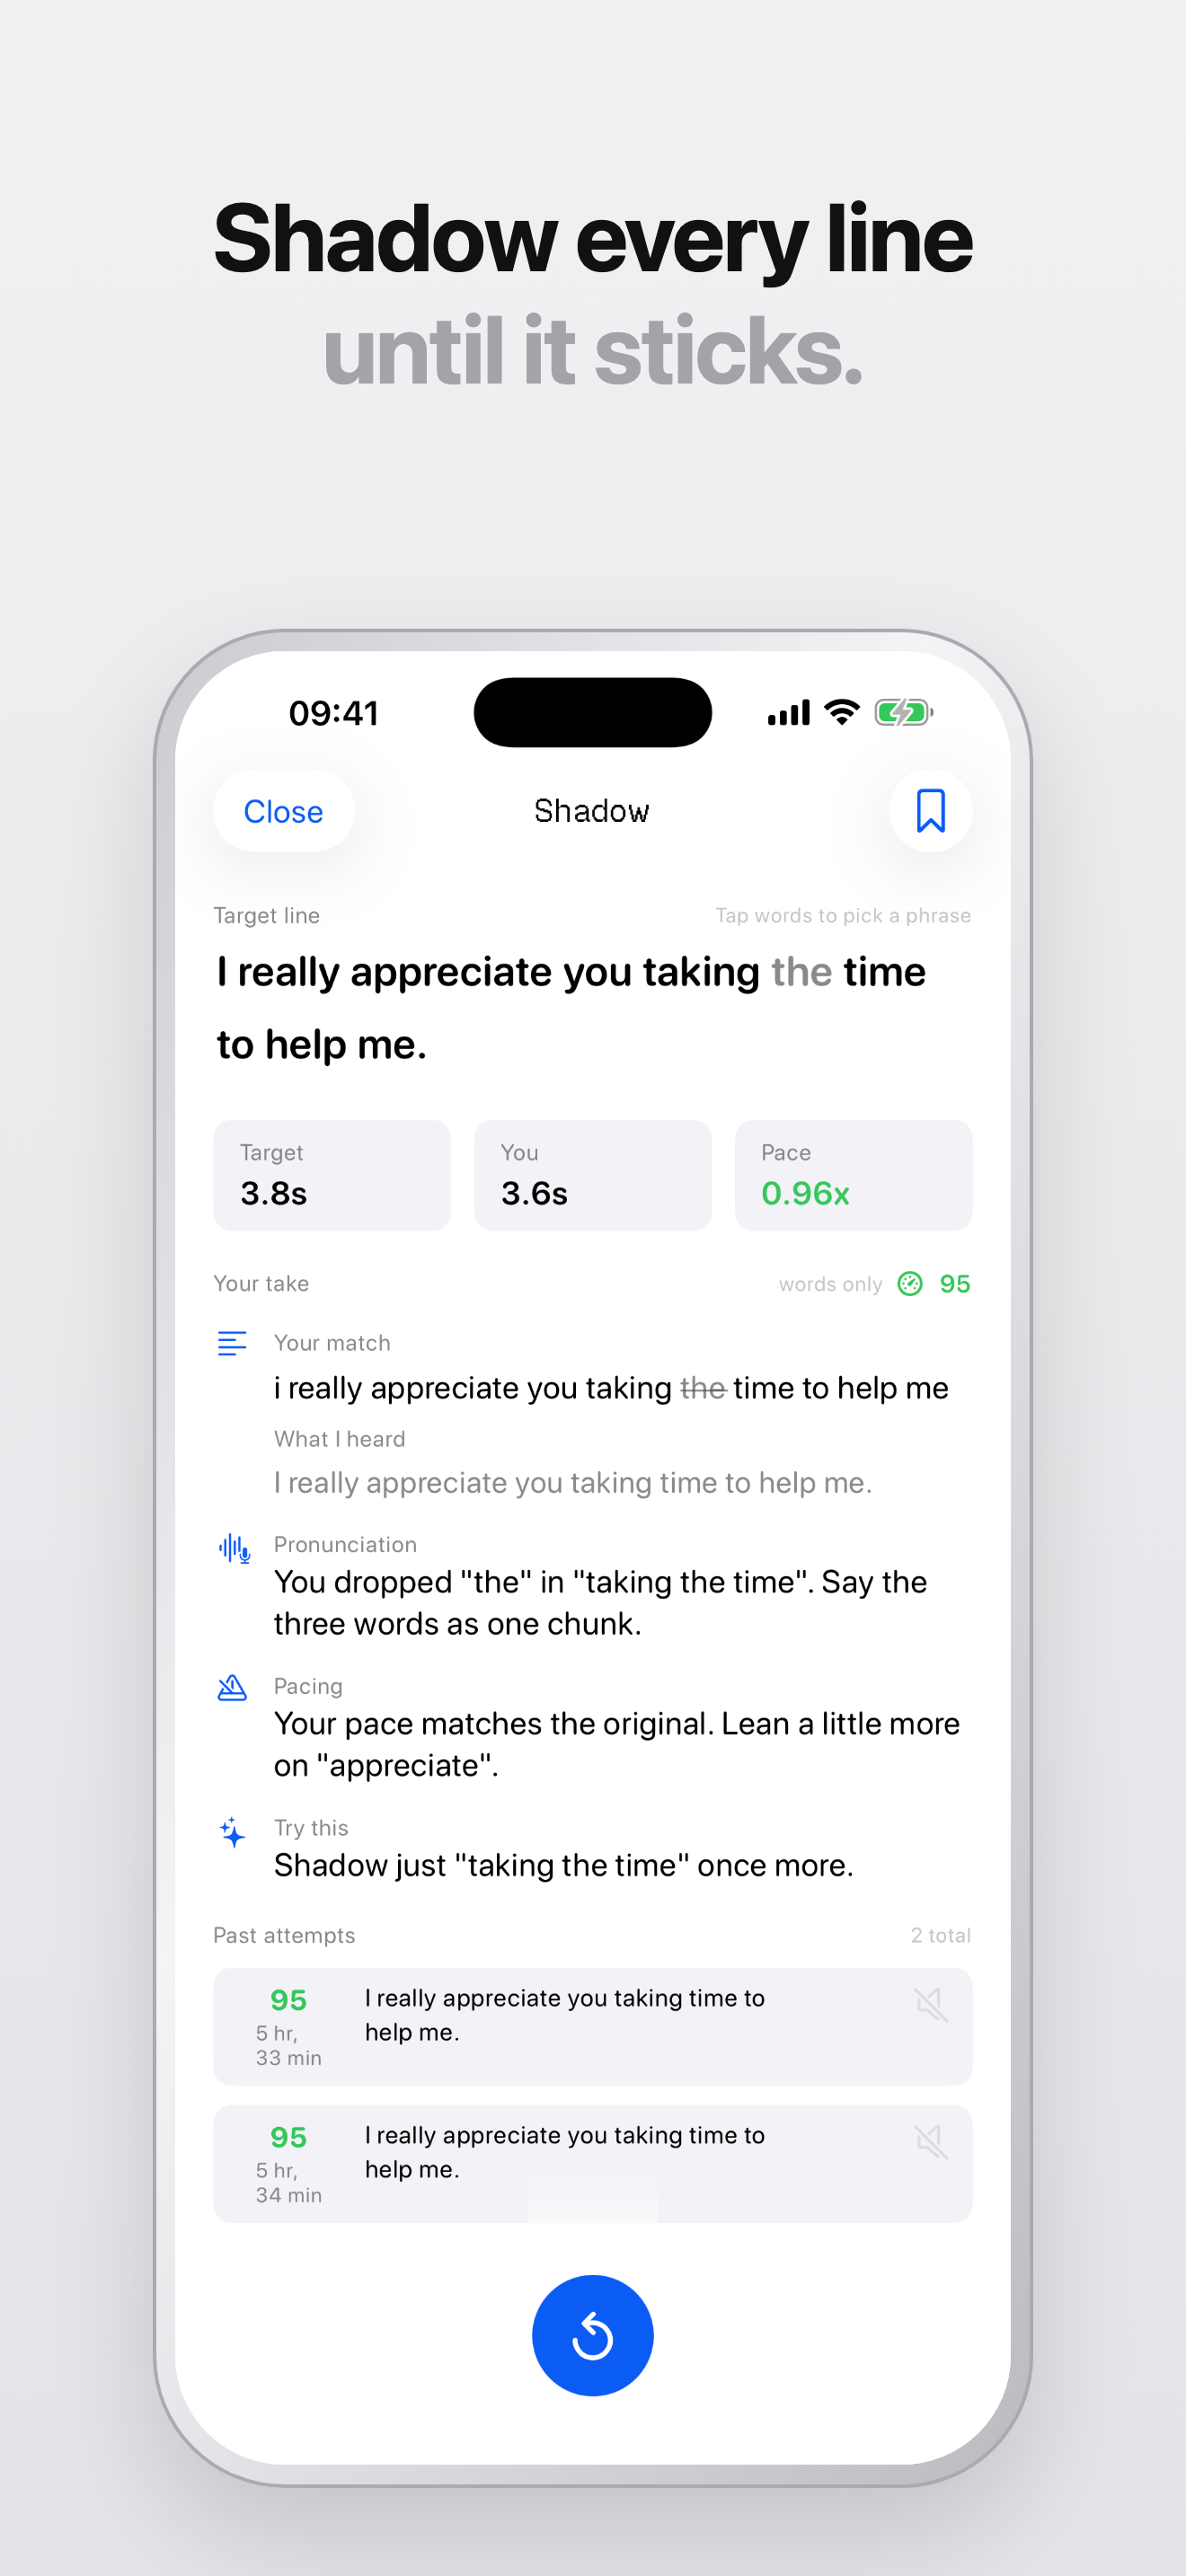 Shadow every line
until it sticks.
09:41
Close
Shadow
Target line
Tap words to pick a phrase
I really appreciate you taking the time
to help me.
Target
You
Pace
3.8s
3.6s
0.96x
Your take
words only
95
Your match
i really appreciate you taking the time to help me
What I heard
I really appreciate you taking time to help me.
Pronunciation
You dropped "the" in "taking the time". Say the
three words as one chunk.
Pacing
Your pace matches the original. Lean a little more
on "appreciate".
Try this
Shadow just "taking the time" once more.
Past attempts
2 total
95
5 hr,
33 min
I really appreciate you taking time to
help me.
95
5 hr,
34 min
I really appreciate you taking time to
help me.